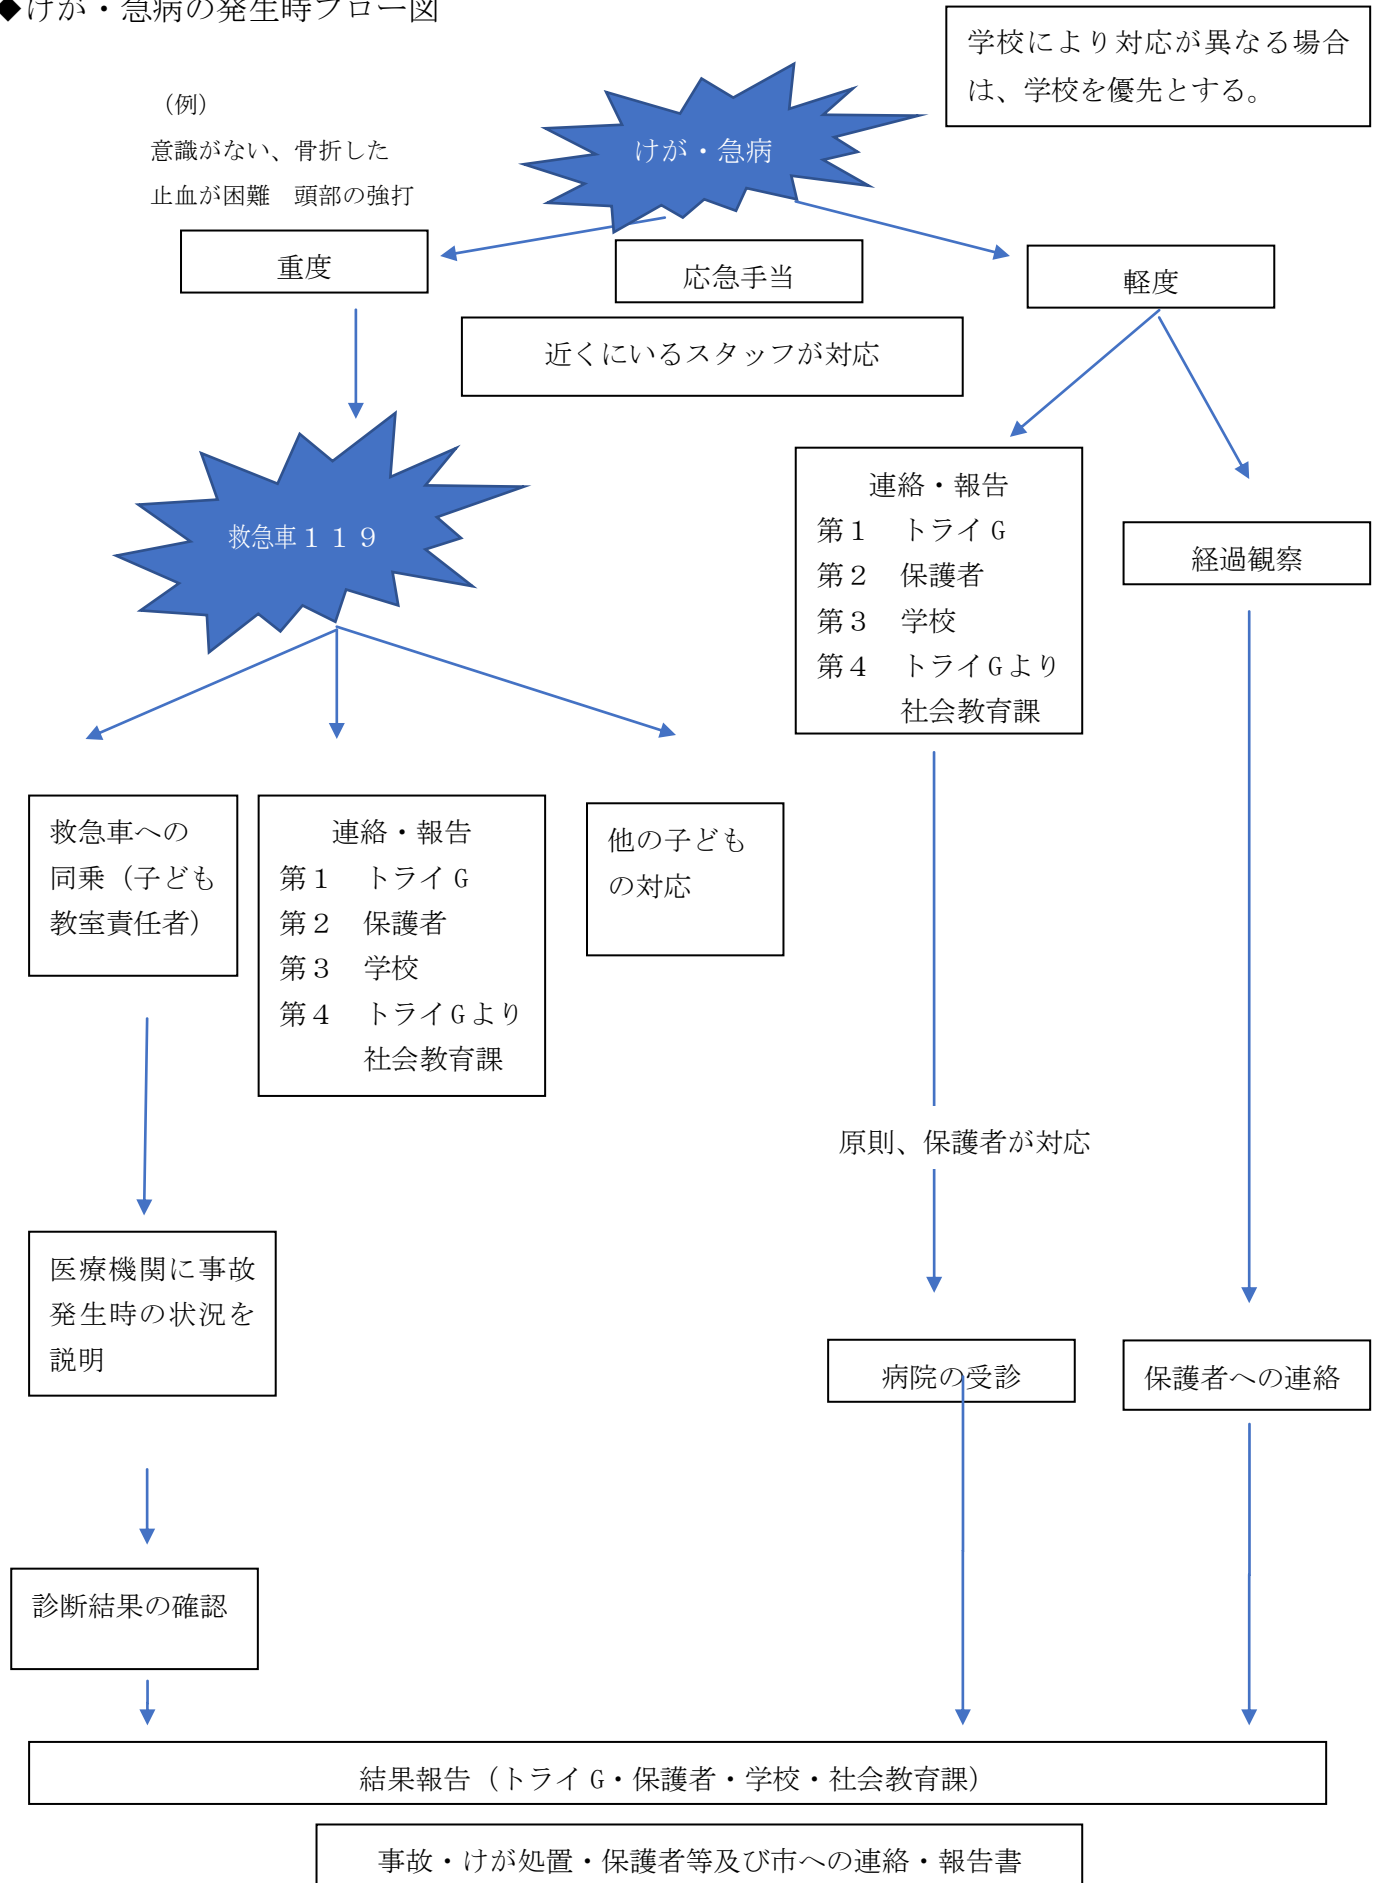 ◆けが・急病の発生時フロー図
学校により対応が異なる場合
は、学校を優先とする。
（例）
意識がない、骨折した
止血が困難　頭部の強打
けが・急病
重度
応急手当
軽度
近くにいるスタッフが対応
救急車１１９
連絡・報告
第１　トライＧ
第２　保護者
第３　学校
第４　トライＧより
社会教育課
経過観察
救急車への
同乗（子ども
教室責任者）
連絡・報告
第１　トライＧ
第２　保護者
第３　学校
第４　トライＧより
社会教育課
他の子ども
の対応
原則、保護者が対応
医療機関に事故
発生時の状況を
説明
病院の受診
保護者への連絡
診断結果の確認
結果報告（トライ G・保護者・学校・社会教育課）
事故・けが処置・保護者等及び市への連絡・報告書